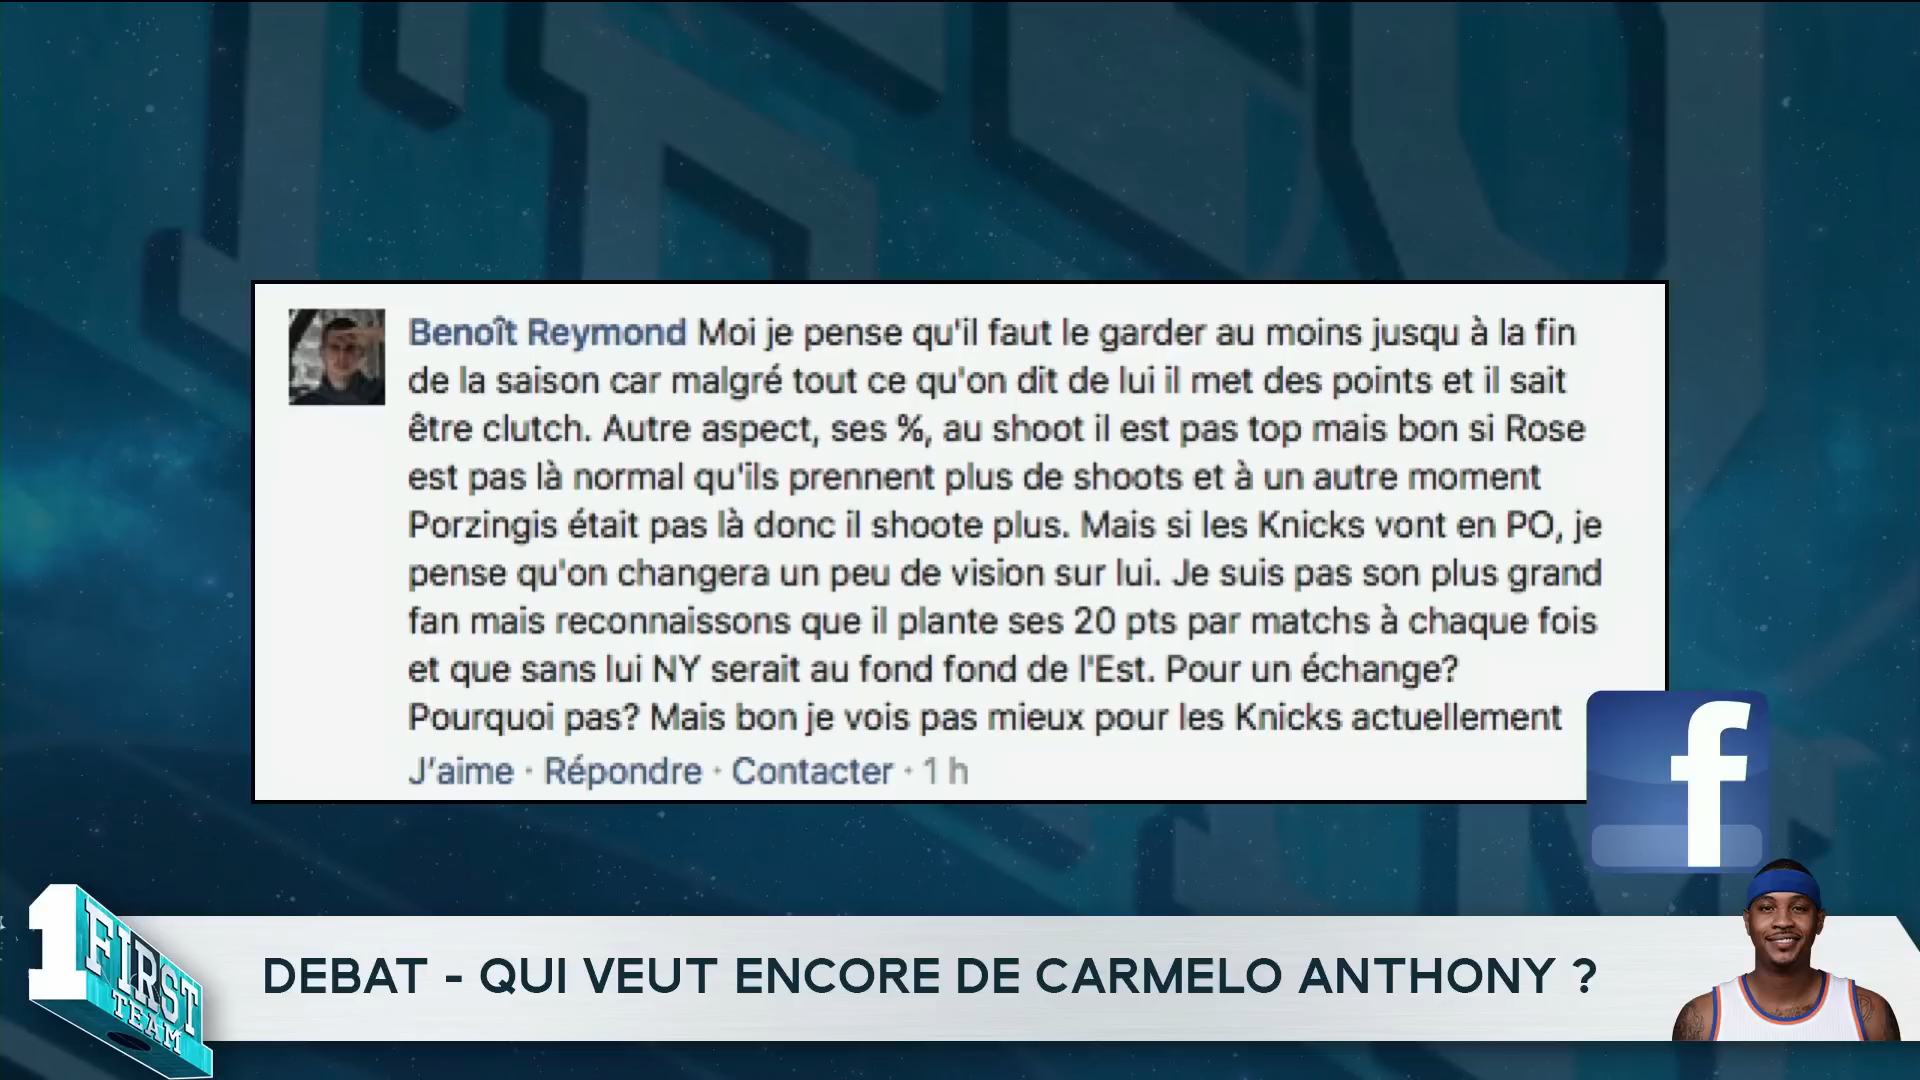 Benoît Reymond Moi je pense qu'il faut le garder au moins jusqu à la fin
de la saison car malgré tout ce qu'on dit de lui il met des points et il sait
être clutch. Autre aspect, ses %, au shoot il est pas top mais bon si Rose
est pas là normal qu'ils prennent plus de shoots et à un autre moment
Porzingis était pas là donc il shoote plus. Mais si les Knicks vont en PO, je
pense qu'on changera un peu de vision sur lui. Je suis pas son plus grand
fan mais reconnaissons que il plante ses 20 pts par matchs à chaque fois
et que sans lui NY serait au fond fond de l'Est. Pour un échange?
Pourquoi pas? Mais bon je vois pas mieux pour les Knicks actuellement
J'aime · Répondre · Contacter · 1 h
f
1 FIRST
TEAM
DEBAT - QUI VEUT ENCORE DE CARMELO ANTHONY ?